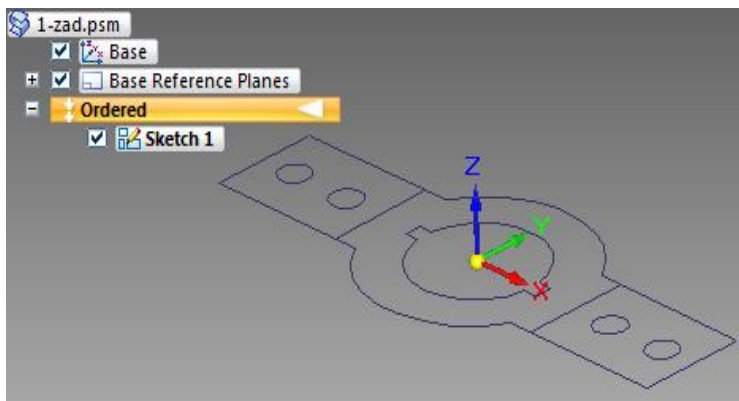 1-zad.psm
Base
Base Reference Planes
Ordered
Sketch 1
Z
Y
X